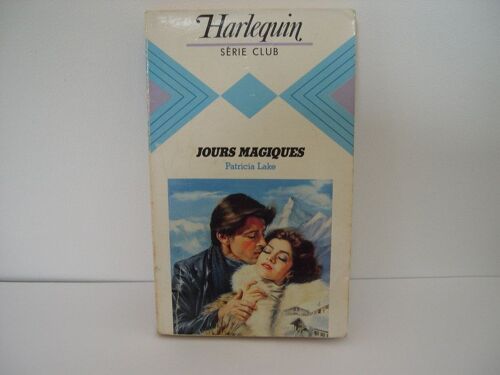 Harlequin
SÉRIE CLUB
JOURS MAGIQUES
Patricia Lake